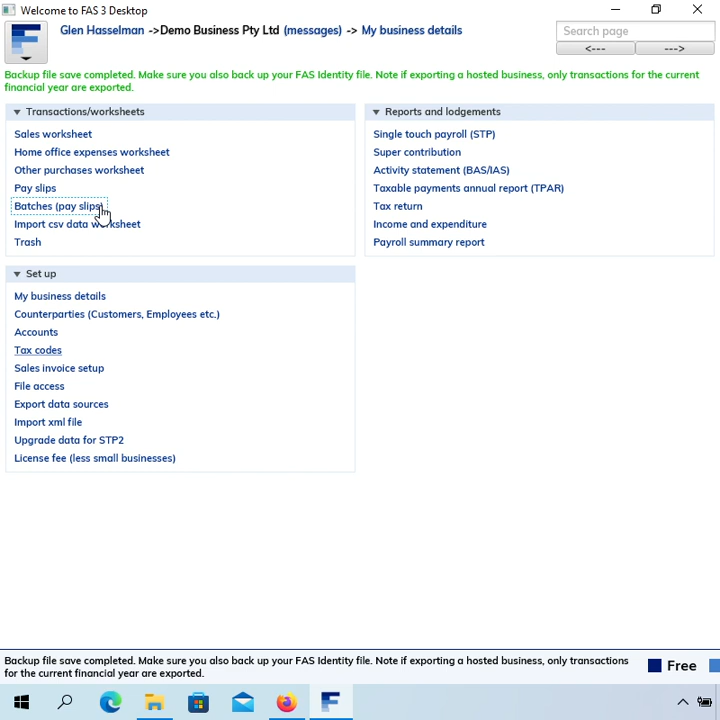 Welcome to FAS 3 Desktop
Glen Hasselman ->Demo Business Pty Ltd (messages) -> My business details
Search page
<--- --->
Backup file save completed. Make sure you also back up your FAS Identity file. Note if exporting a hosted business, only transactions for the current
financial year are exported.
Transactions/worksheets
Sales worksheet
Home office expenses worksheet
Other purchases worksheet
Pay slips
Batches (pay slips)
Import csv data worksheet
Trash
Reports and lodgements
Single touch payroll (STP)
Super contribution
Activity statement (BAS/IAS)
Taxable payments annual report (TPAR)
Tax return
Income and expenditure
Payroll summary report
Set up
My business details
Counterparties (Customers, Employees etc.)
Accounts
Tax codes
Sales invoice setup
File access
Export data sources
Import xml file
Upgrade data for STP2
License fee (less small businesses)
Backup file save completed. Make sure you also back up your FAS Identity file. Note if exporting a hosted business, only transactions
for the current financial year are exported.
Free